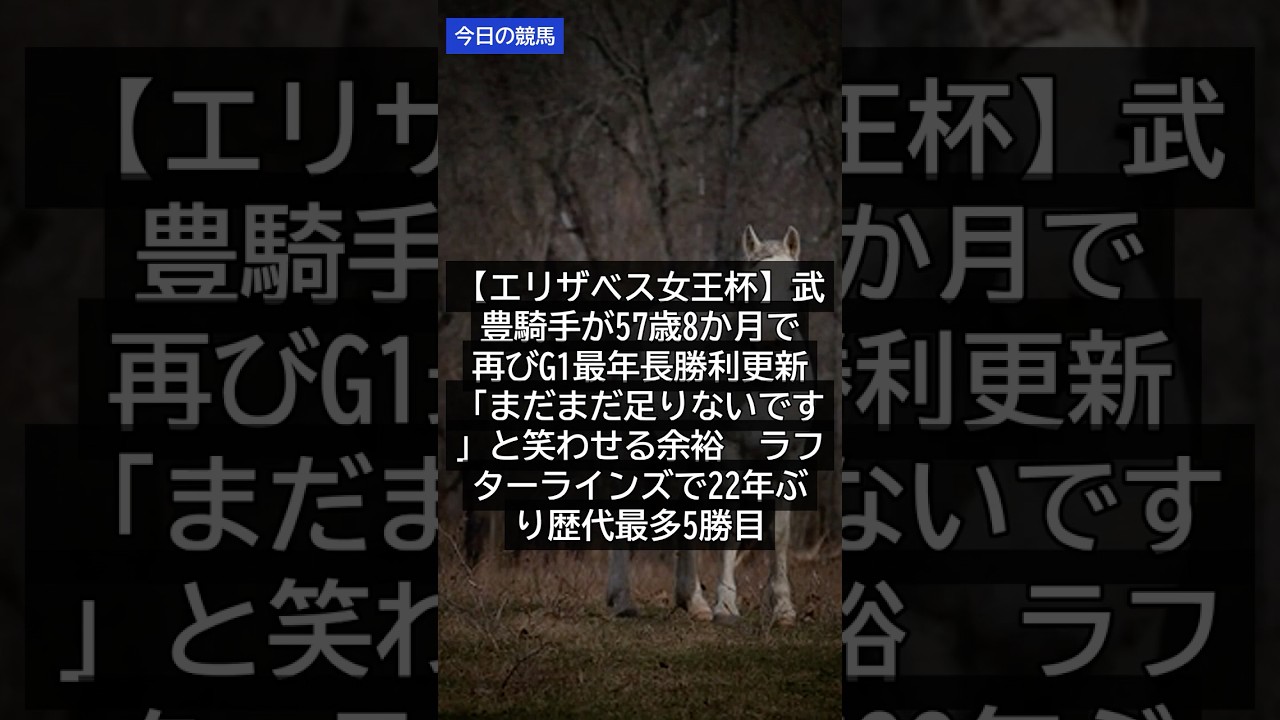 今日の競馬
【エリザベス女王杯】武
豊騎手が57歳8か月で
再びG1最年長勝利更新
「まだまだ足りないです
」と笑わせる余裕　ラフ
ターラインズで22年ぶ
り歴代最多5勝目